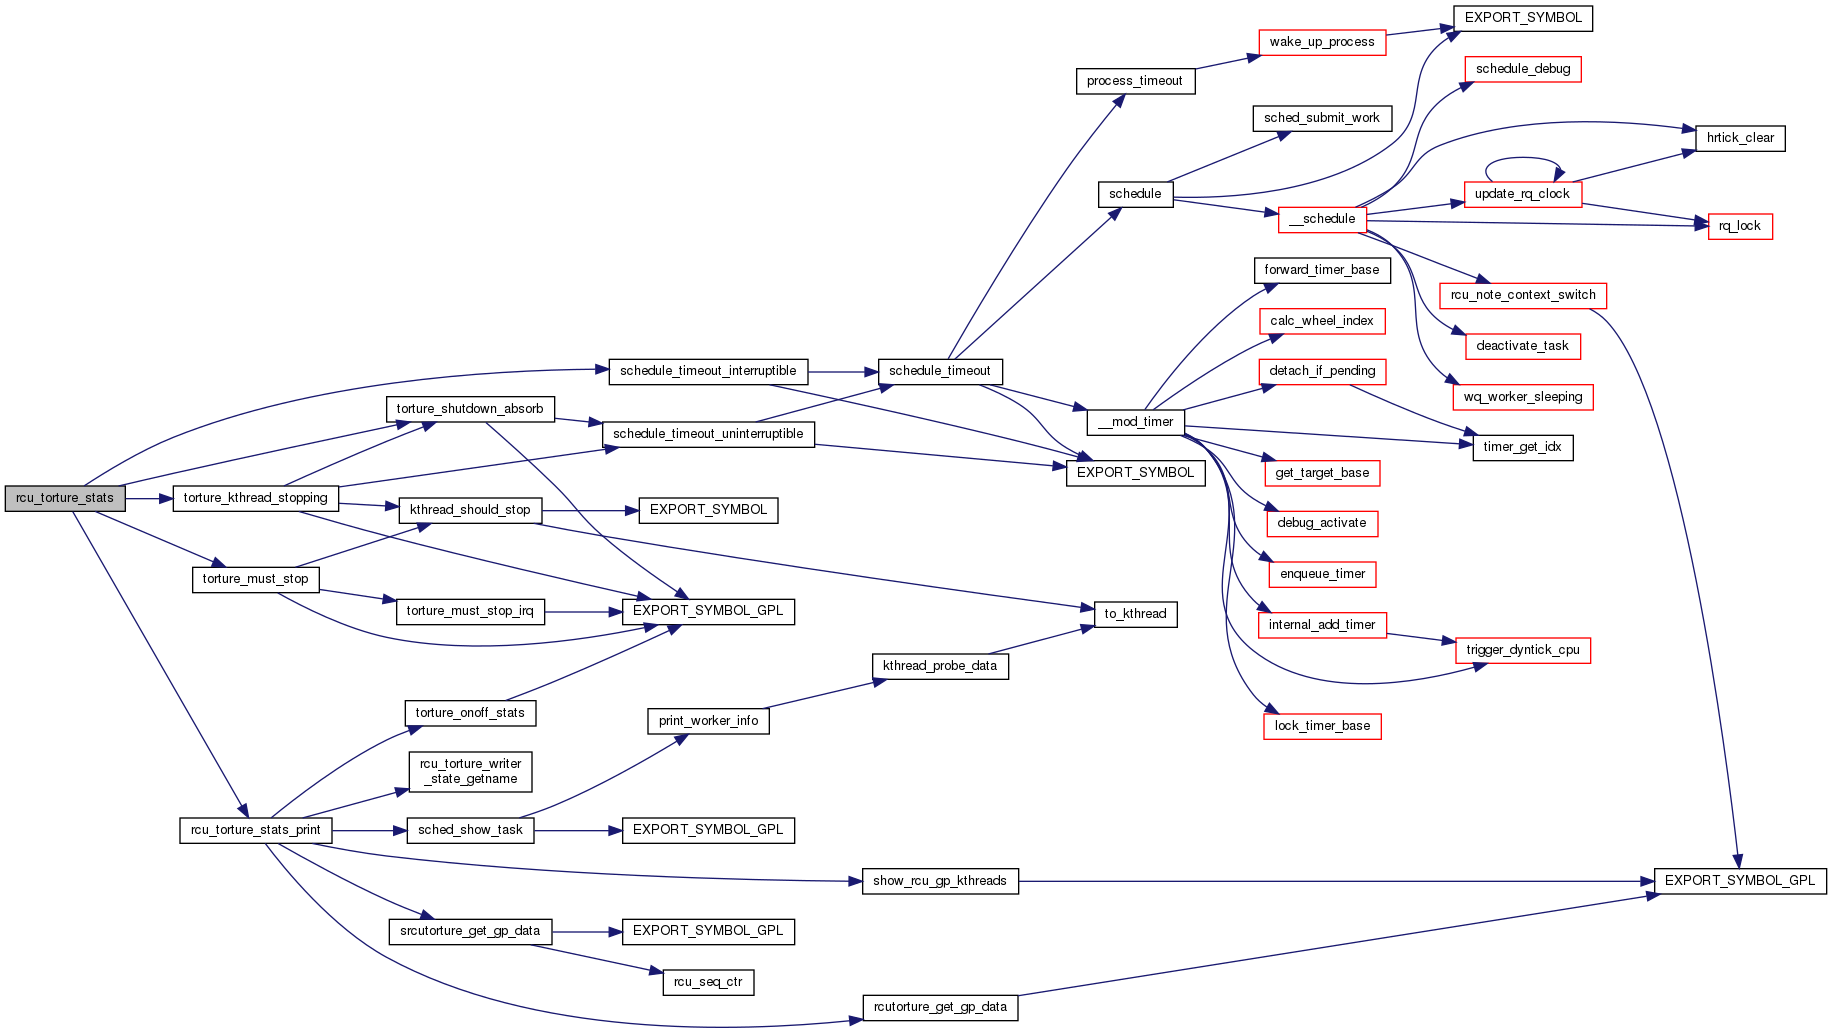 EXPORT_SYMBOL
wake_up_process
schedule_debug
process_timeout
sched_submit_work
hrtick_clear
schedule
update_rq_clock
__schedule
rq_lock
forward_timer_base
rcu_note_context_switch
calc_wheel_index
deactivate_task
schedule_timeout_interruptible
schedule_timeout
detach_if_pending
wq_worker_sleeping
torture_shutdown_absorb
__mod_timer
schedule_timeout_uninterruptible
timer_get_idx
EXPORT_SYMBOL
get_target_base
rcu_torture_stats
torture_kthread_stopping
kthread_should_stop
EXPORT_SYMBOL
debug_activate
torture_must_stop
enqueue_timer
torture_must_stop_irq
EXPORT_SYMBOL_GPL
to_kthread
internal_add_timer
trigger_dyntick_cpu
kthread_probe_data
torture_onoff_stats
print_worker_info
lock_timer_base
rcu_torture_writer
_state_getname
rcu_torture_stats_print
sched_show_task
EXPORT_SYMBOL_GPL
show_rcu_gp_kthreads
EXPORT_SYMBOL_GPL
srcutorture_get_gp_data
EXPORT_SYMBOL_GPL
rcu_seq_ctr
rcutorture_get_gp_data